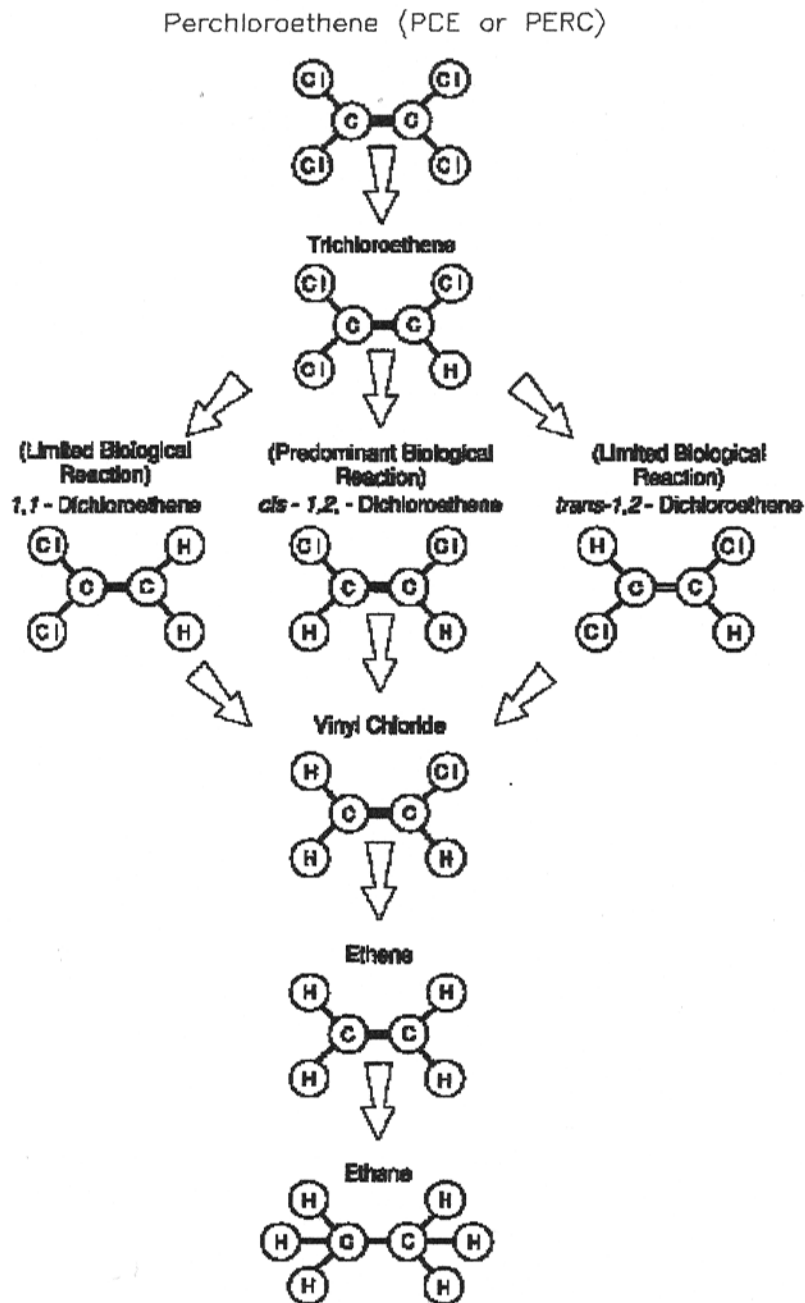 Perchloroethene (PCE or PERC)
Cl Cl
C C
Cl Cl
Trichloroethene
Cl Cl
C C
Cl H
(Limited Biological
Reaction)
1,1 - Dichloroethene
(Predominant Biological
Reaction)
cis - 1,2, - Dichloroethene
(Limited Biological
Reaction)
trans-1,2 - Dichloroethene
Cl H
C C
Cl H
Cl Cl
C C
H H
H Cl
C C
Cl H
Vinyl Chloride
H Cl
C C
H H
Ethene
H H
C C
H H
Ethane
H H
H C C H
H H